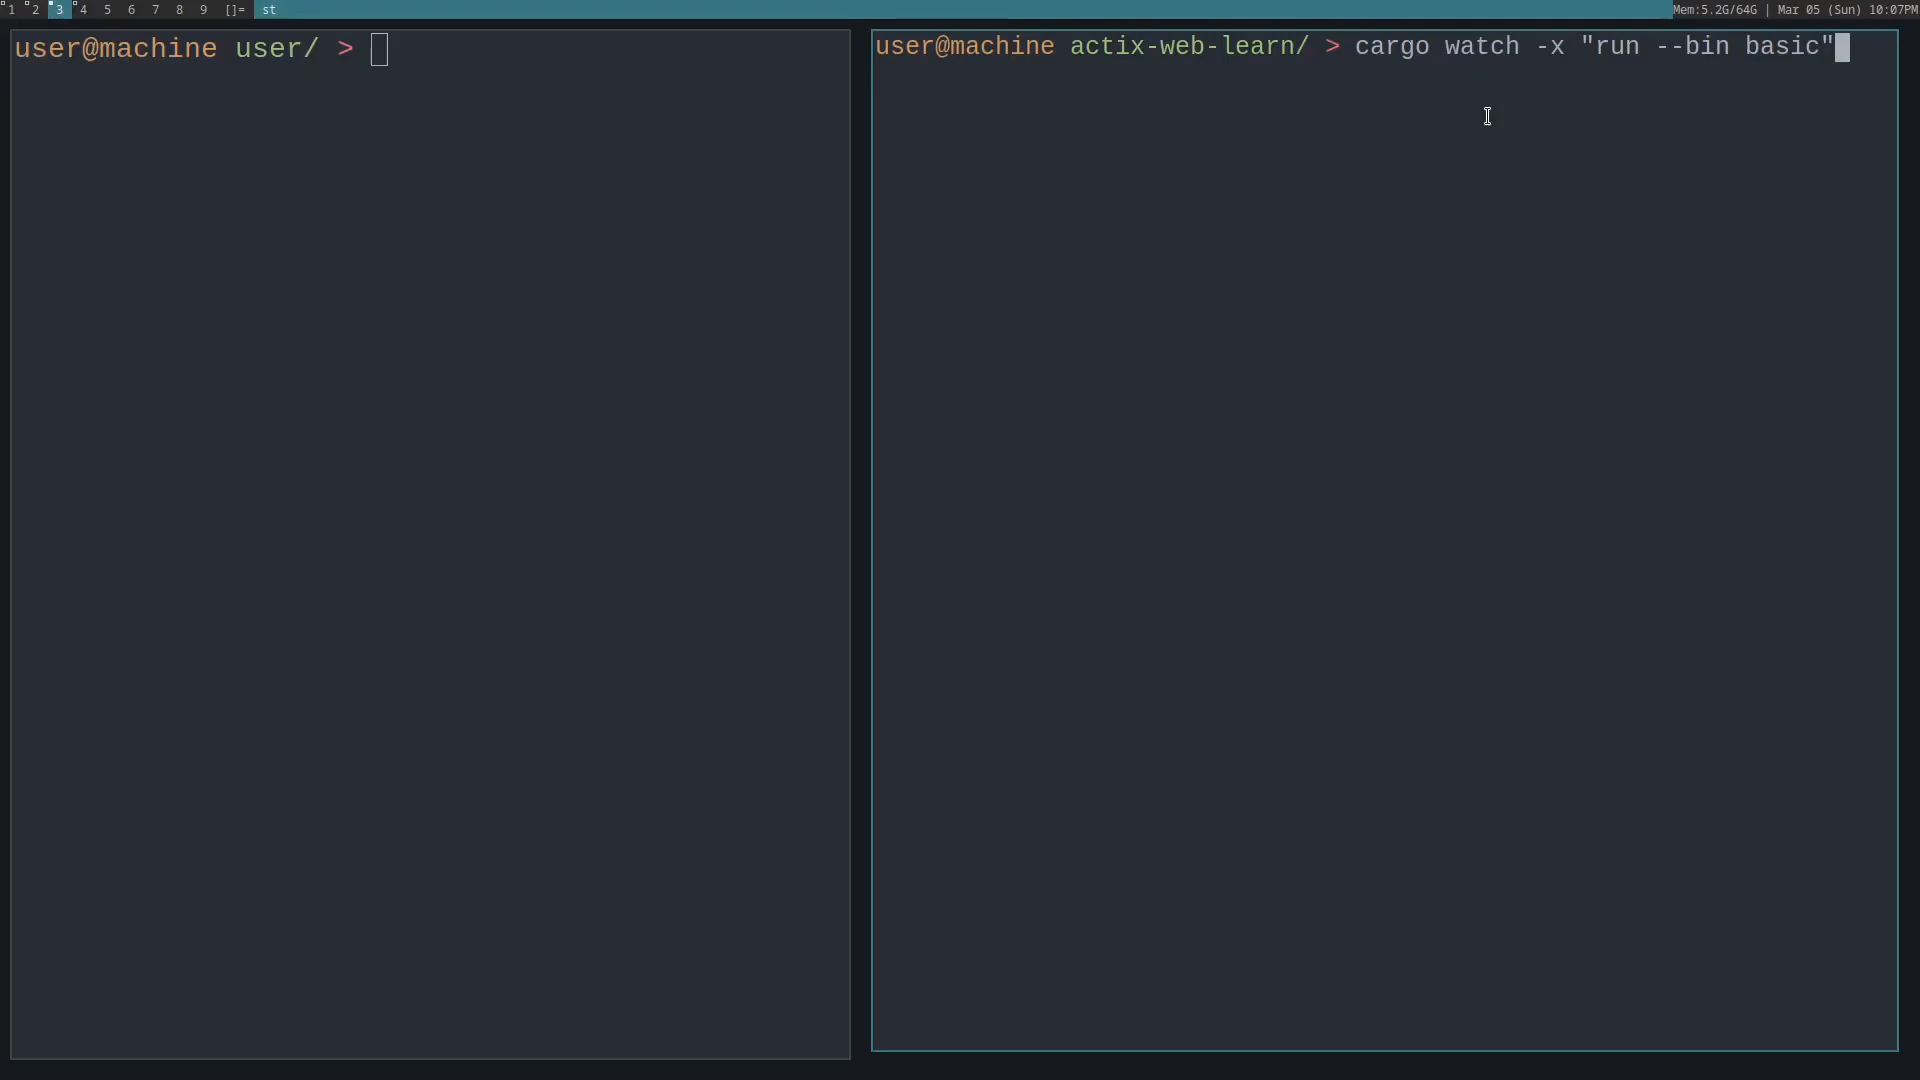 1 2 3 4 5 6 7 8 9 []= st Mem:5.2G/64G | Mar 05 (Sun) 10:07PM
user@machine user/ >
user@machine actix-web-learn/ > cargo watch -x "run --bin basic"